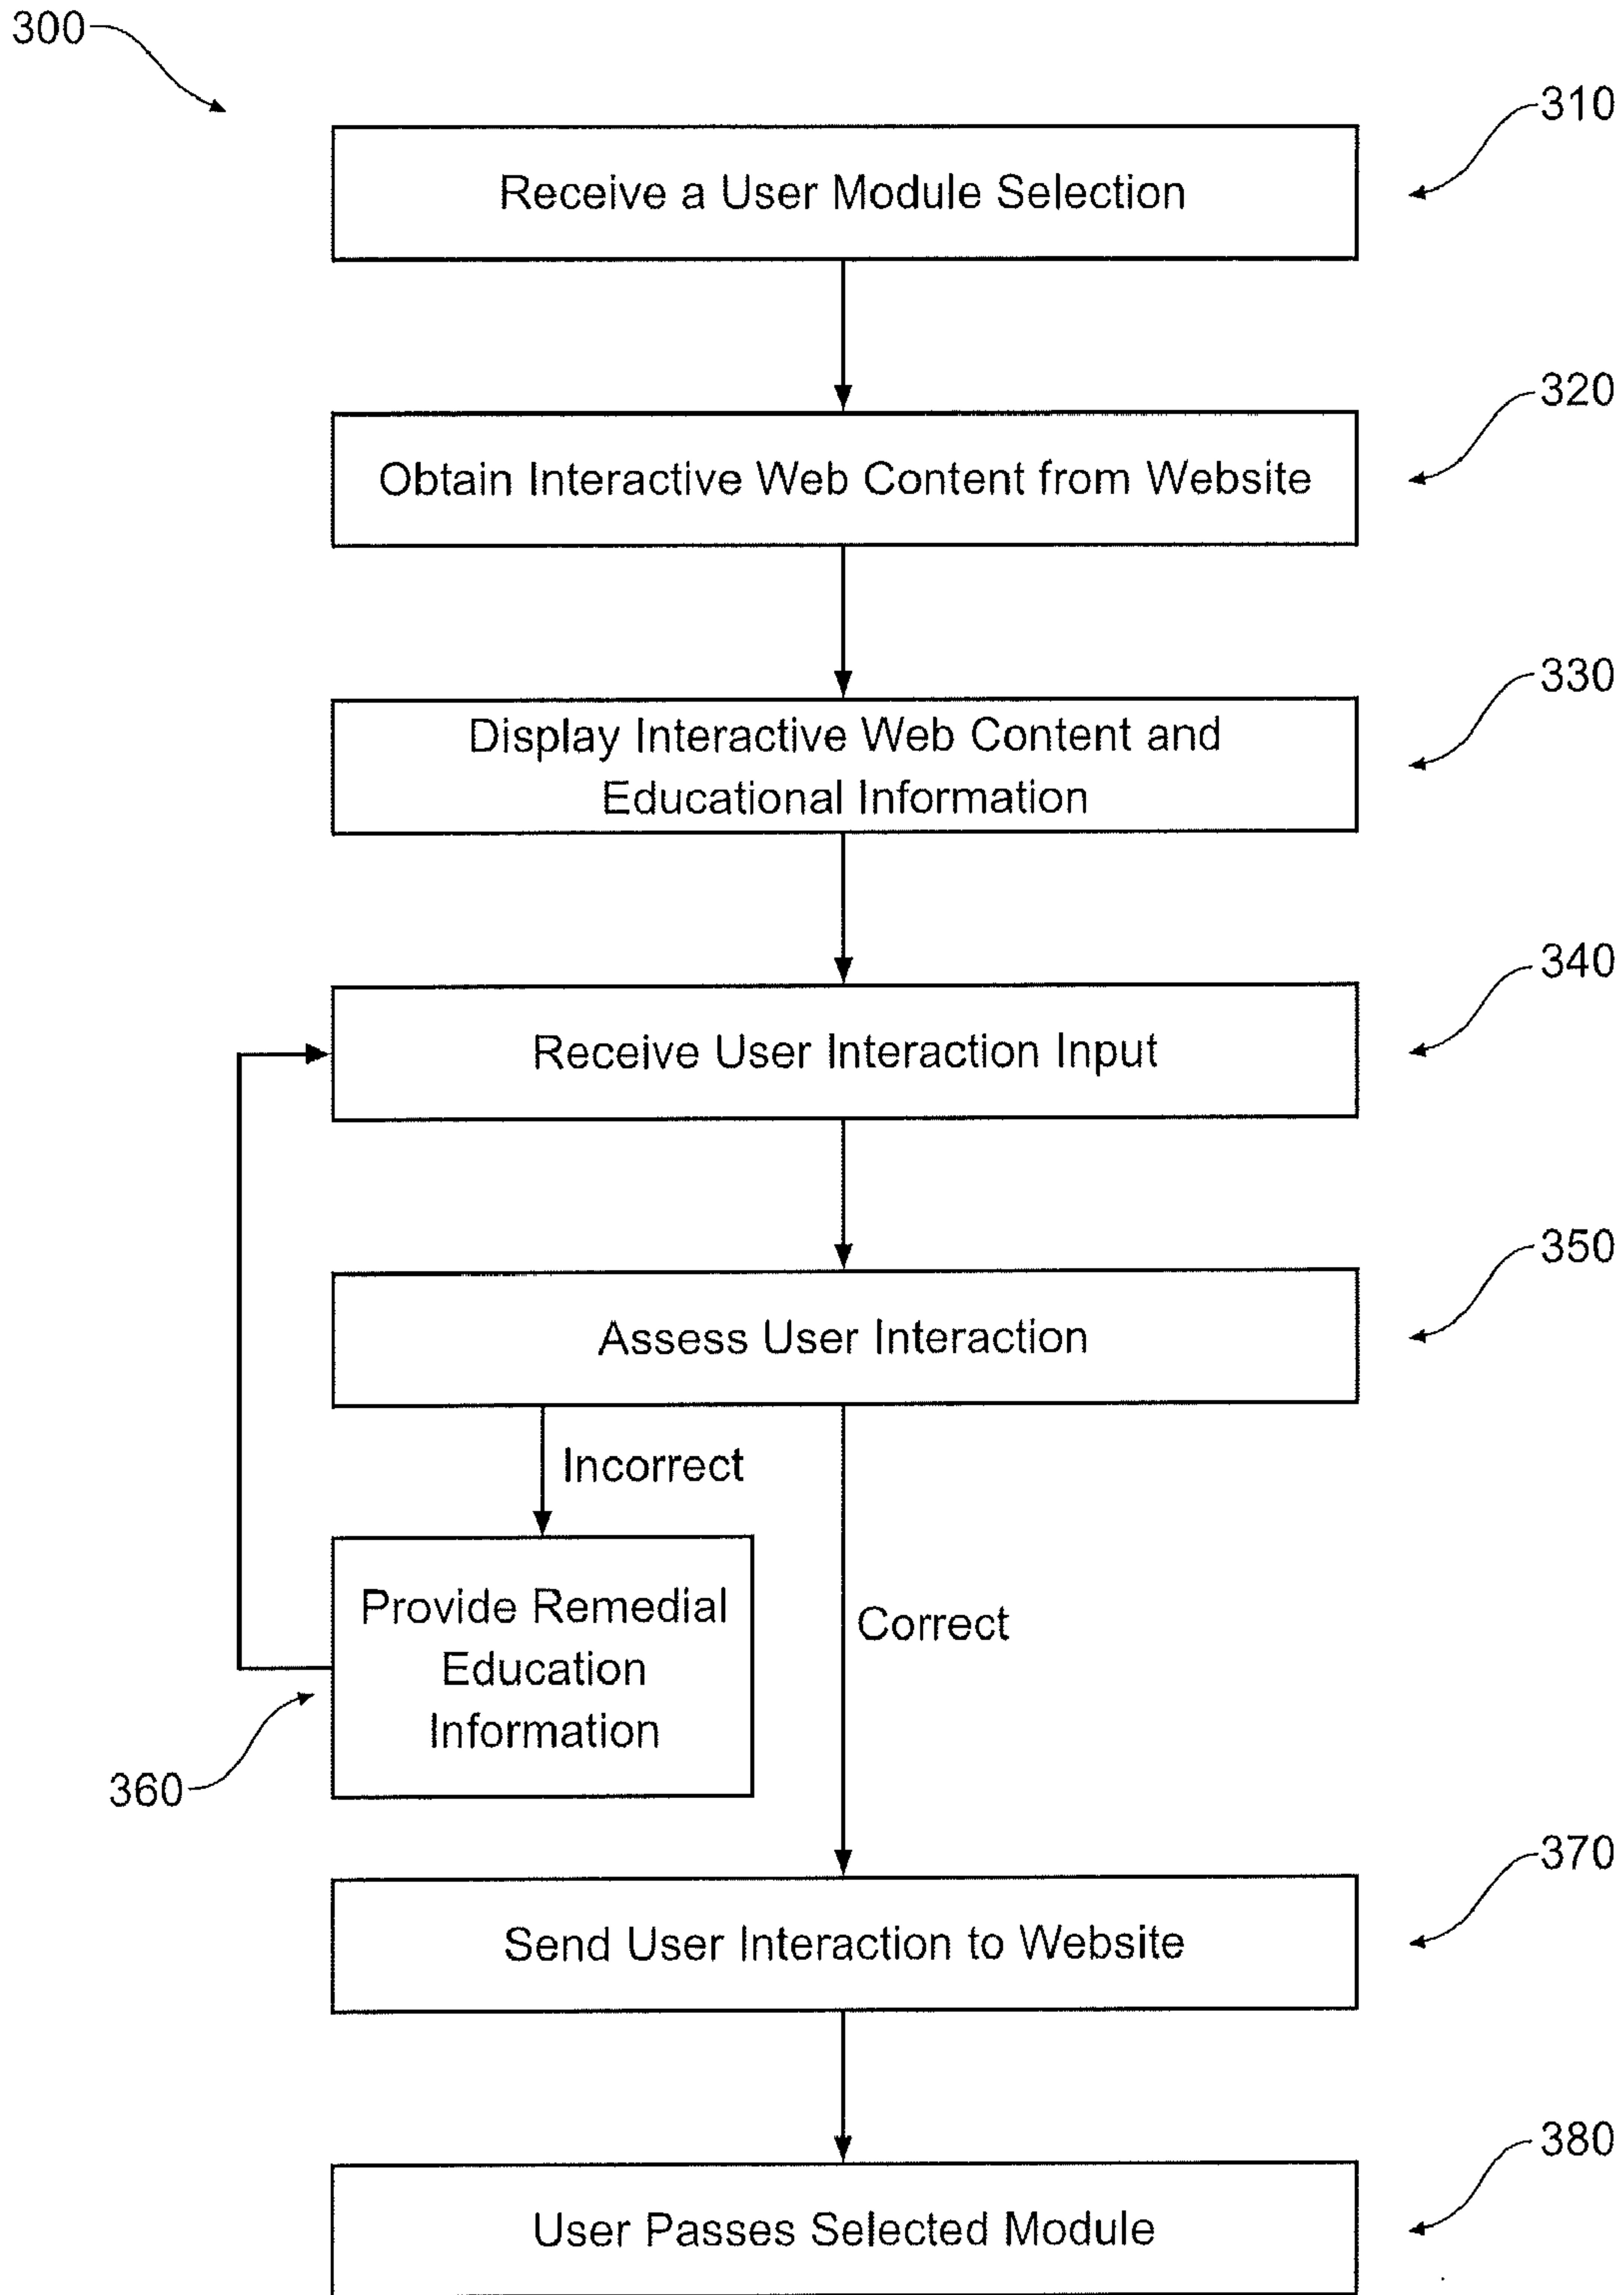 300
310
Receive a User Module Selection
320
Obtain Interactive Web Content from Website
330
Display Interactive Web Content and
Educational Information
340
Receive User Interaction Input
350
Assess User Interaction
Incorrect
Provide Remedial
Education
Information
Correct
360
370
Send User Interaction to Website
380
User Passes Selected Module